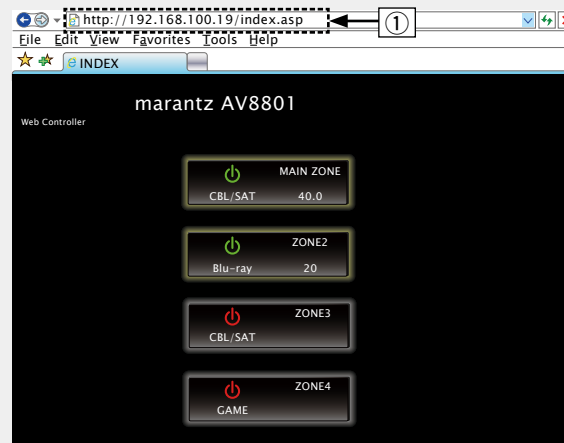 http://192.168.100.19/index.asp
①
File Edit View Favorites Tools Help
INDEX
marantz AV8801
Web Controller
MAIN ZONE
CBL/SAT 40.0
ZONE2
Blu-ray 20
ZONE3
CBL/SAT
ZONE4
GAME